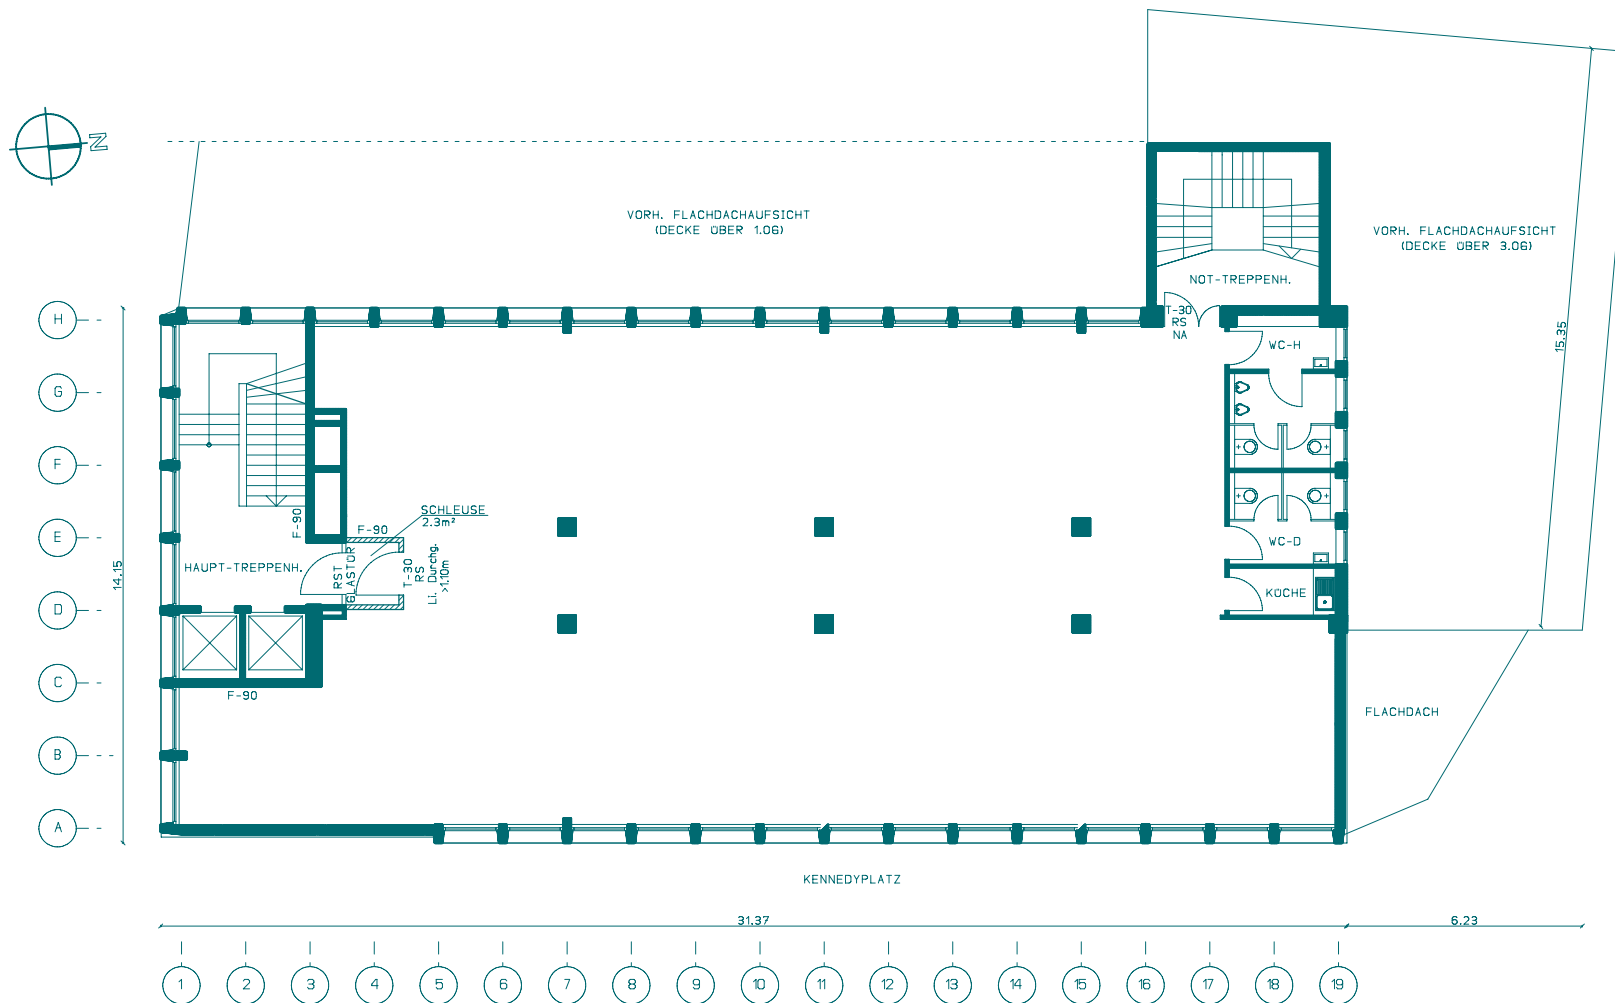 N
VORH. FLACHDACHAUFSICHT
(DECKE ÜBER 1.OG)
VORH. FLACHDACHAUFSICHT
(DECKE ÜBER 3.OG)
NOT-TREPPENH.
T-30
RS
NA
WC-H
15.35
H
G
F
E
D
C
B
A
14.15
F-90
F-90
SCHLEUSE
2.3m²
HAUPT-TREPPENH.
RST
GLASTÜR
T-30
RS
Li. Durchg.
>1.10m
WC-D
KÜCHE
F-90
FLACHDACH
KENNEDYPLATZ
31.37
6.23
1 2 3 4 5 6 7 8 9 10 11 12 13 14 15 16 17 18 19